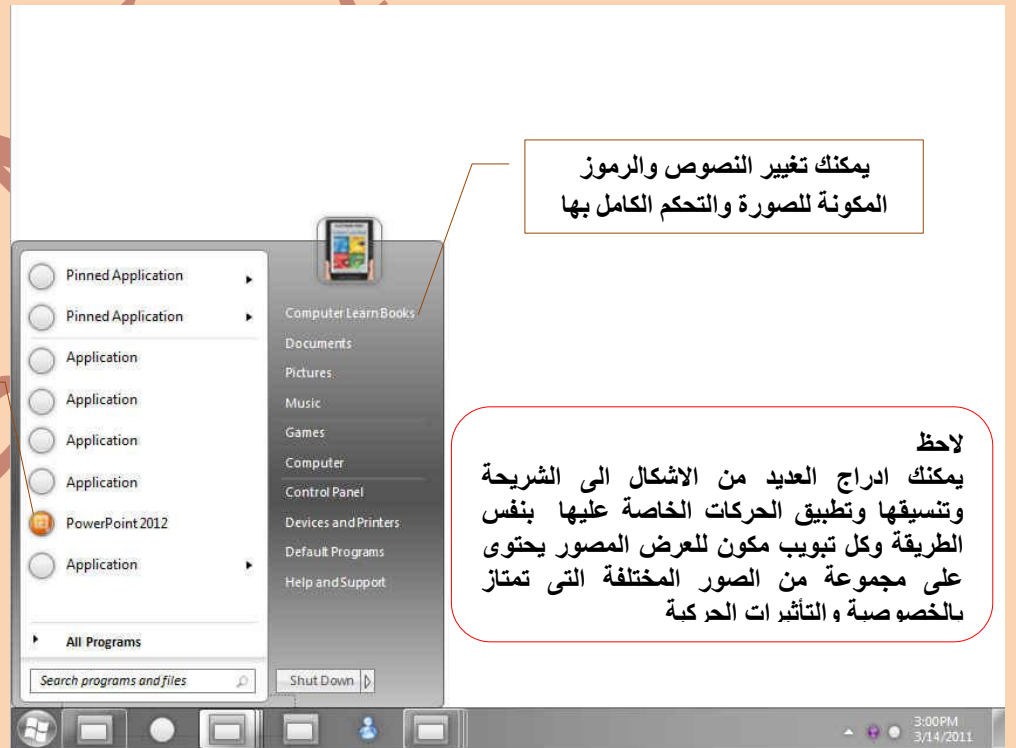 يمكنك تغيير النصوص والرموز
المكونة للصورة والتحكم الكامل بها
Pinned Application
Pinned Application
Application
Application
Application
Application
PowerPoint 2012
Application
All Programs
Search programs and files
Computer Learn Books
Documents
Pictures
Music
Games
Computer
Control Panel
Devices and Printers
Default Programs
Help and Support
Shut Down
لاحظ
يمكنك ادراج العديد من الاشكال الى الشريحة
وتنسيقها وتطبيق الحركات الخاصة عليها بنفس
الطريقة وكل تبويب مكون للعرض المصور يحتوى
على مجموعة من الصور المختلفة التى تمتاز
بالخصوصية والتأثيرات الحركية
3:00PM
3/14/2011